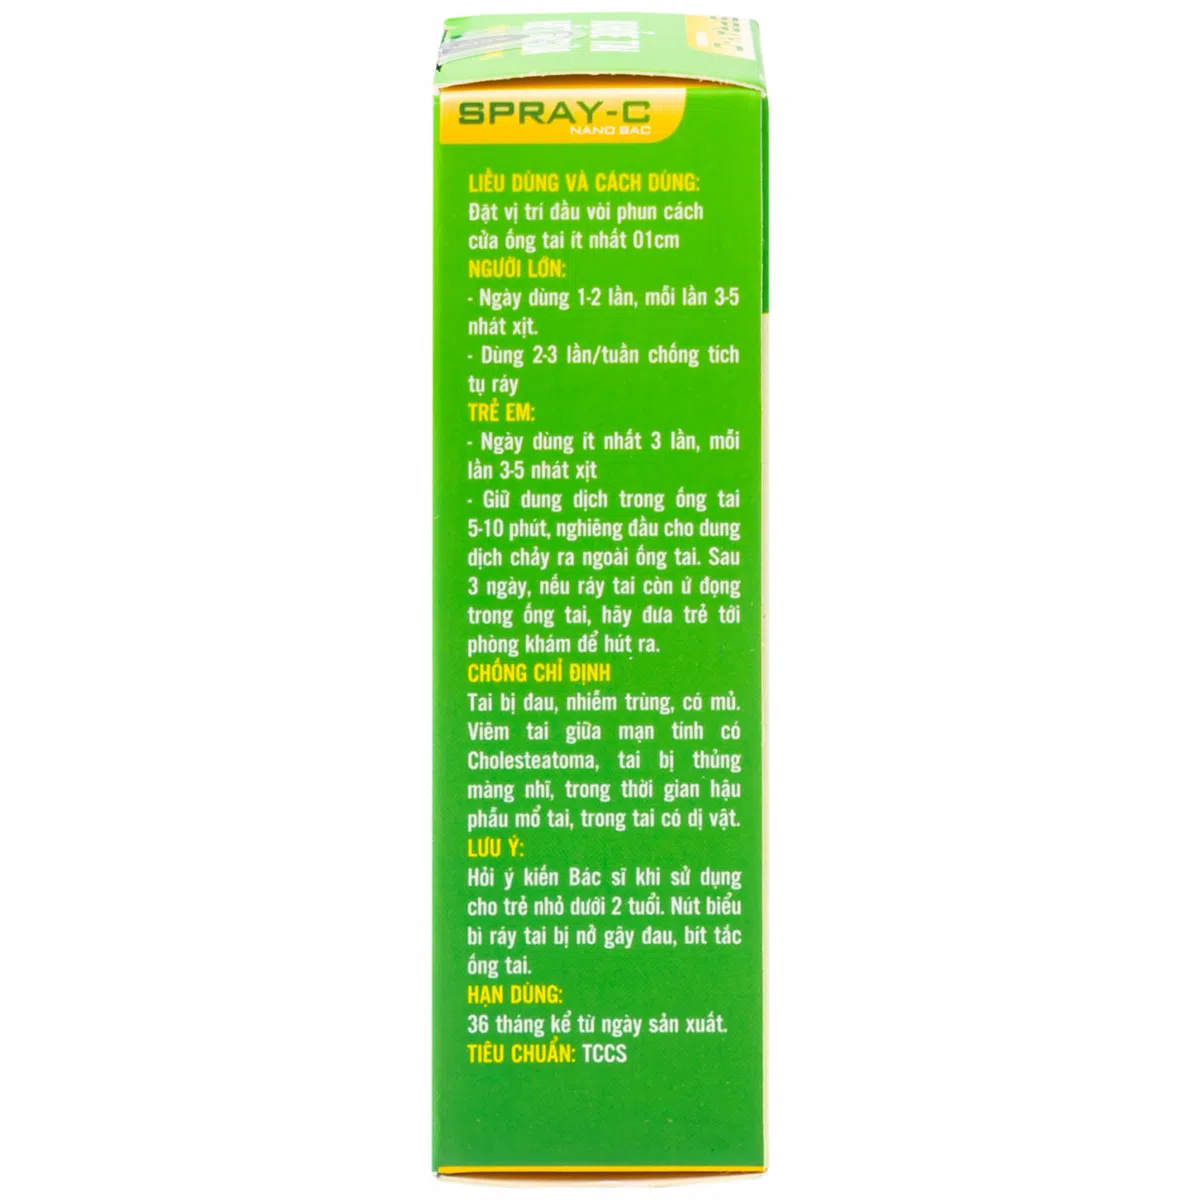 SPRAY-C
NANO BẠC
LIỀU DÙNG VÀ CÁCH DÙNG:
Đặt vị trí đầu vòi phun cách
cửa ống tai ít nhất 01cm
NGƯỜI LỚN:
- Ngày dùng 1-2 lần, mỗi lần 3-5
nhát xịt.
- Dùng 2-3 lần/tuần chống tích
tụ ráy
TRẺ EM:
- Ngày dùng ít nhất 3 lần, mỗi
lần 3-5 nhát xịt
- Giữ dung dịch trong ống tai
5-10 phút, nghiêng đầu cho dung
dịch chảy ra ngoài ống tai. Sau
3 ngày, nếu ráy tai còn ứ đọng
trong ống tai, hãy đưa trẻ tới
phòng khám để hút ra.
CHỐNG CHỈ ĐỊNH
Tai bị đau, nhiễm trùng, có mủ.
Viêm tai giữa mạn tính có
Cholesteatoma, tai bị thủng
màng nhĩ, trong thời gian hậu
phẫu mổ tai, trong tai có dị vật.
LƯU Ý:
Hỏi ý kiến Bác sĩ khi sử dụng
cho trẻ nhỏ dưới 2 tuổi. Nút biểu
bì ráy tai bị nở gây đau, bít tắc
ống tai.
HẠN DÙNG:
36 tháng kể từ ngày sản xuất.
TIÊU CHUẨN: TCCS